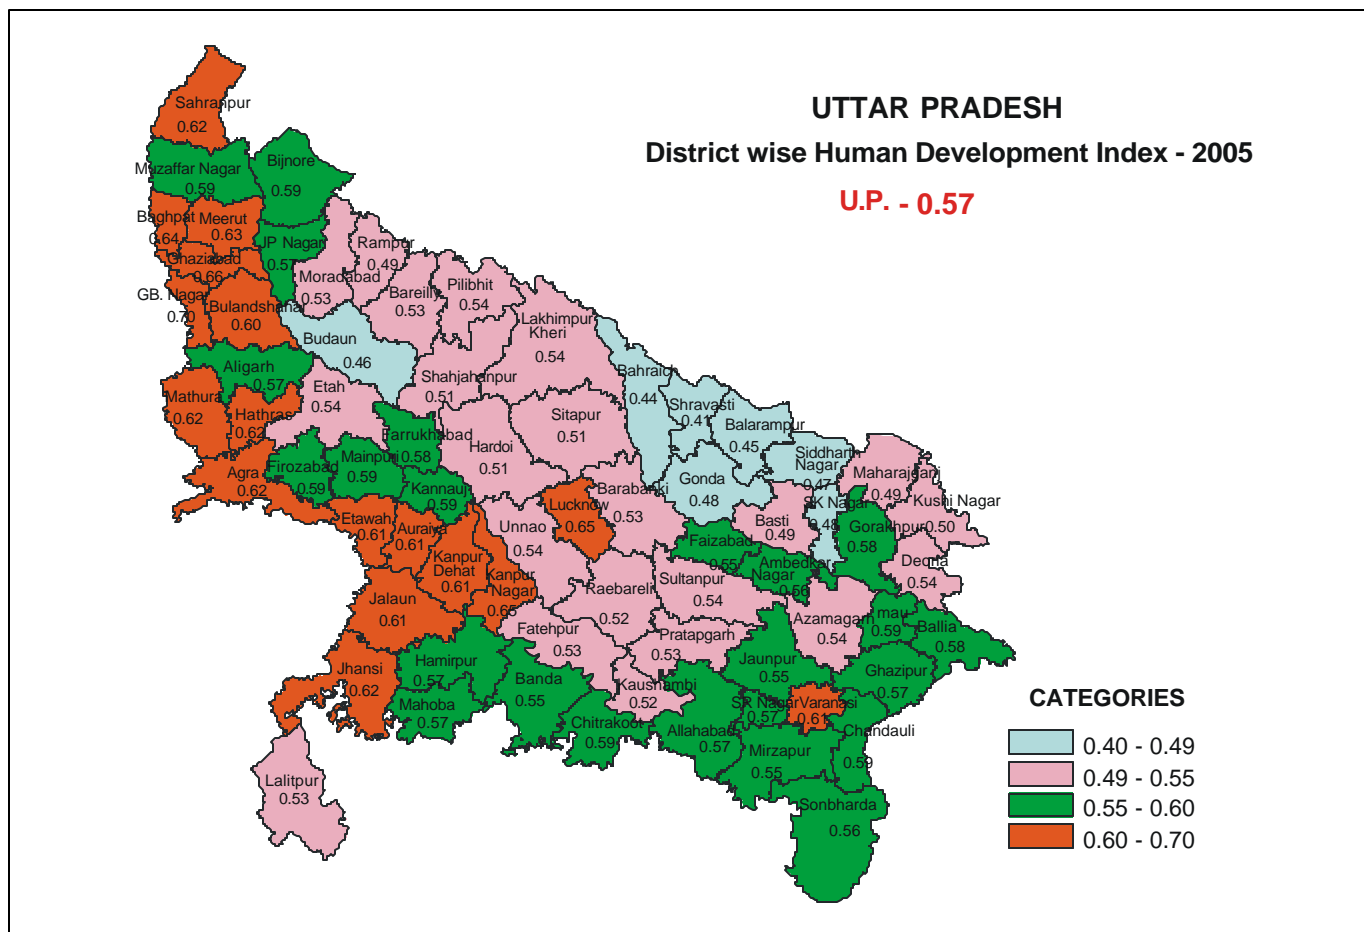 UTTAR PRADESH
District wise Human Development Index - 2005
U.P. - 0.57
Sahranpur
0.62
Muzaffar Nagar
0.59
Bijnore
0.59
Baghpat
0.64
Meerut
0.63
JP Nagar
0.57
Ghaziabad
0.66
Rampur
0.49
Moradabad
0.53
Bareilly
0.53
Pilibhit
0.54
GB. Nagar
0.70
Bulandshahar
0.60
Lakhimpur
Kheri
0.54
Budaun
0.46
Aligarh
0.57
Etah
0.54
Shahjahanpur
0.51
Bahraich
0.44
Shravasti
0.41
Balarampur
0.45
Mathura
0.62
Hathras
0.62
Sitapur
0.51
Farrukhabad
0.58
Hardoi
0.51
Siddharth
Nagar
0.47
Maharajganj
0.49
Kushi Nagar
0.50
Agra
0.62
Firozabad
0.59
Mainpuri
0.59
Kannauj
0.59
Gonda
0.48
Barabanki
0.53
Lucknow
0.65
SK Nagar
0.48
Basti
0.49
Gorakhpur
0.58
Etawah
0.61
Auraiya
0.61
Unnao
0.54
Faizabad
0.55
Ambedkar
Nagar
0.56
Deqria
0.54
Kanpur
Dehat
0.61
Kanpur
Nagar
0.65
Raebareli
0.52
Sultanpur
0.54
Jalaun
0.61
Azamagarh
0.54
mau
0.59
Ballia
0.58
Fatehpur
0.53
Pratapgarh
0.53
Jaunpur
0.55
Ghazipur
0.57
Jhansi
0.62
Hamirpur
0.57
Banda
0.55
Kaushambi
0.52
Mahoba
0.57
Chitrakoot
0.59
Allahabad
0.57
SR Nagar
0.57
Varanasi
0.61
Chandauli
0.59
Mirzapur
0.55
Lalitpur
0.53
Sonbharda
0.56
CATEGORIES
0.40 - 0.49
0.49 - 0.55
0.55 - 0.60
0.60 - 0.70